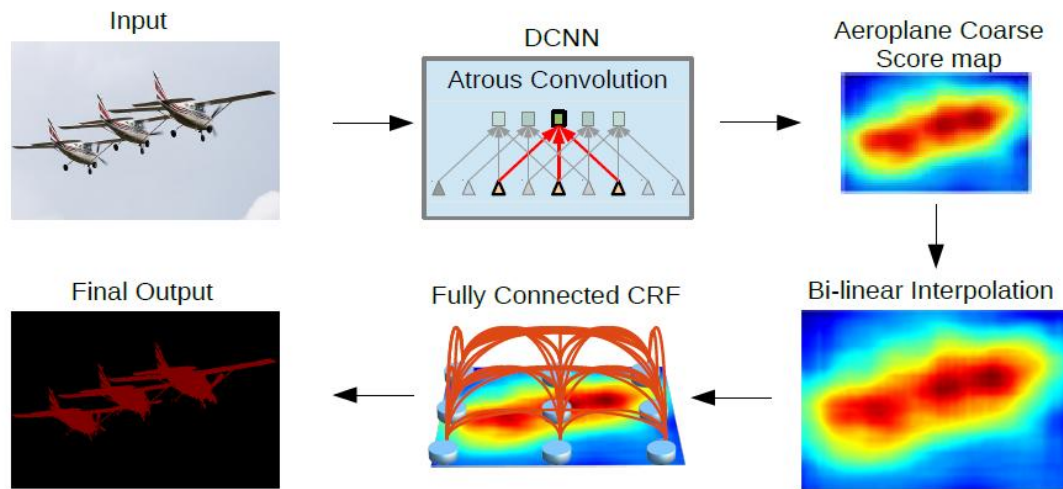 Input
DCNN
Atrous Convolution
Aeroplane Coarse
Score map
Final Output
Fully Connected CRF
Bi-linear Interpolation